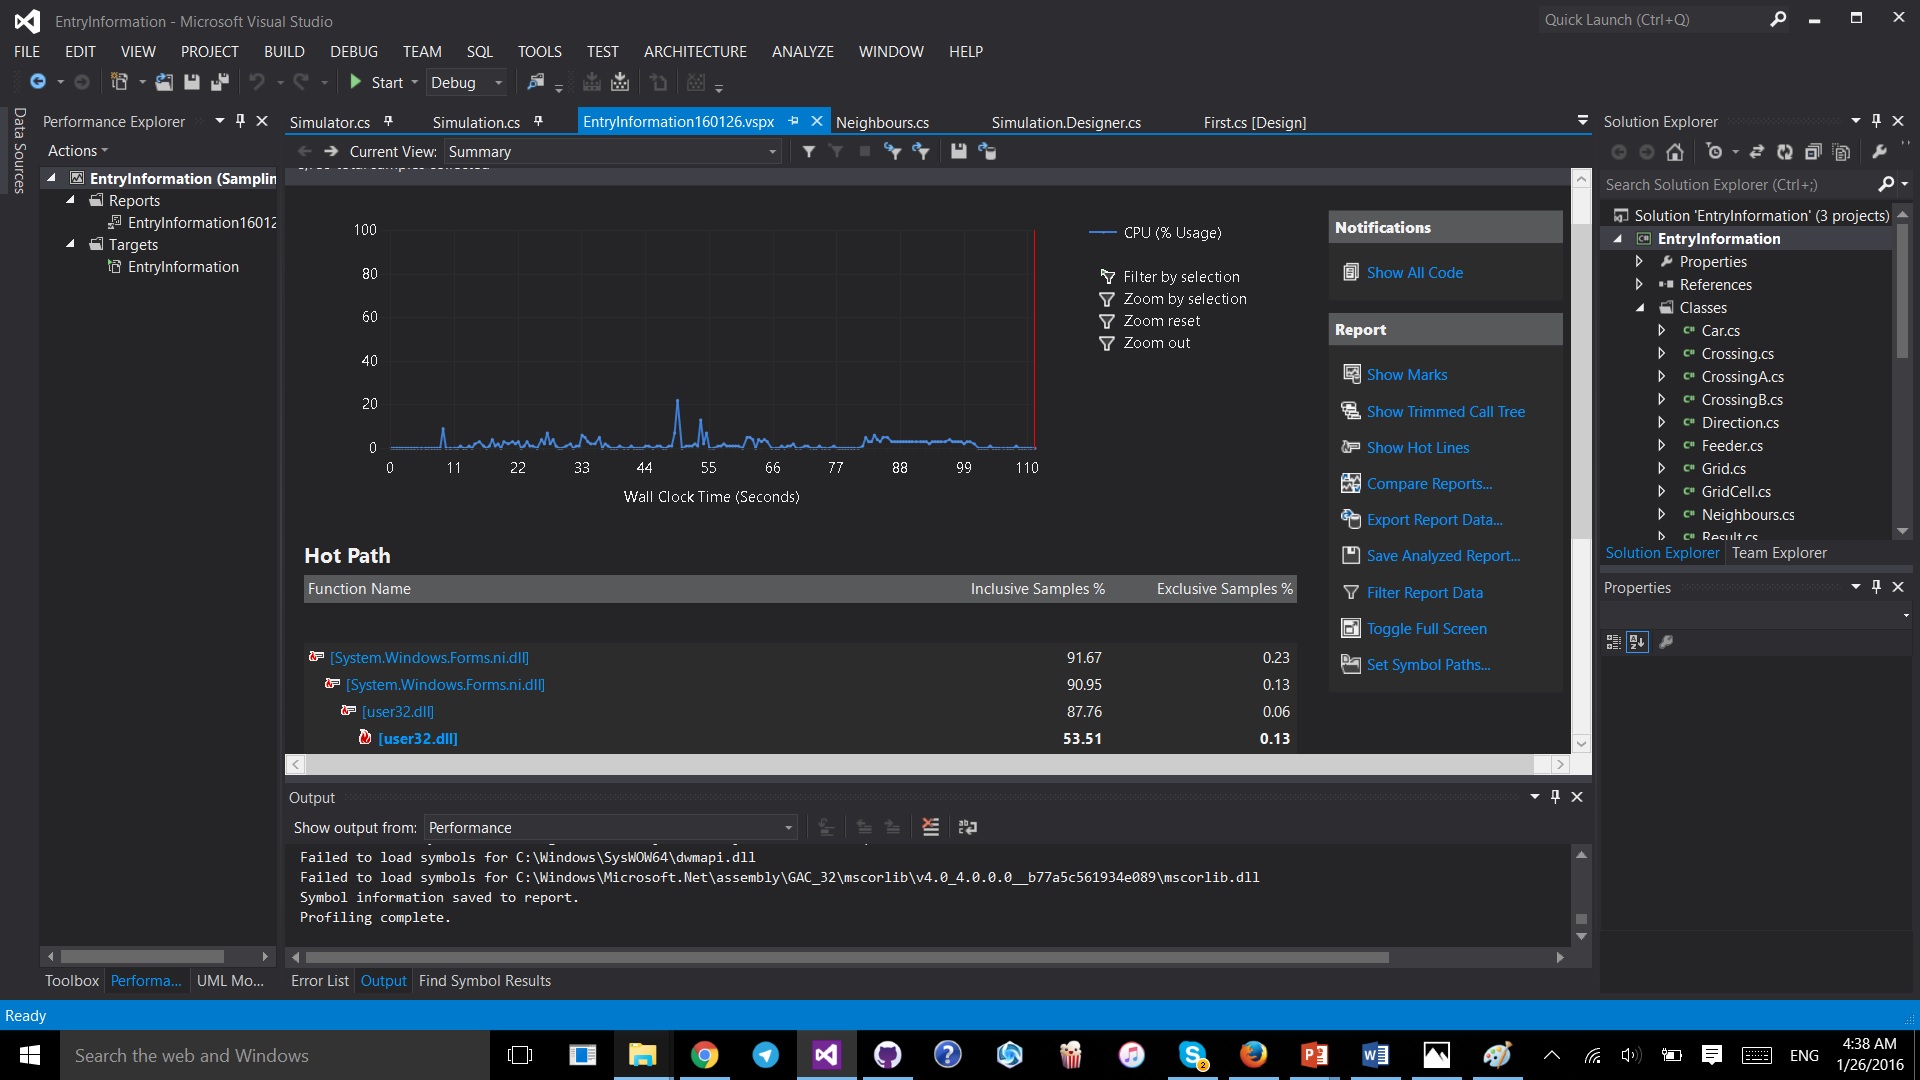 EntryInformation - Microsoft Visual Studio
Quick Launch (Ctrl+Q)
FILE EDIT VIEW PROJECT BUILD DEBUG TEAM SQL TOOLS TEST ARCHITECTURE ANALYZE WINDOW HELP
Start Debug
Data Sources
Performance Explorer
Actions
EntryInformation (Samplin
Reports
EntryInformation16012
Targets
EntryInformation
Simulator.cs Simulation.cs EntryInformation160126.vspx Neighbours.cs Simulation.Designer.cs First.cs [Design]
Current View: Summary
total samples collected
100
80
60
40
20
0
0 11 22 33 44 55 66 77 88 99 110
Wall Clock Time (Seconds)
CPU (% Usage)
Filter by selection
Zoom by selection
Zoom reset
Zoom out
Notifications
Show All Code
Report
Show Marks
Show Trimmed Call Tree
Show Hot Lines
Compare Reports...
Export Report Data...
Save Analyzed Report...
Filter Report Data
Toggle Full Screen
Set Symbol Paths...
Hot Path
Function Name Inclusive Samples % Exclusive Samples %
[System.Windows.Forms.ni.dll] 91.67 0.23
[System.Windows.Forms.ni.dll] 90.95 0.13
[user32.dll] 87.76 0.06
[user32.dll] 53.51 0.13
Output
Show output from: Performance
Failed to load symbols for C:\Windows\SysWOW64\dwmapi.dll
Failed to load symbols for C:\Windows\Microsoft.Net\assembly\GAC_32\mscorlib\v4.0_4.0.0.0__b77a5c561934e089\mscorlib.dll
Symbol information saved to report.
Profiling complete.
Toolbox Performa... UML Mo...
Error List Output Find Symbol Results
Solution Explorer
Search Solution Explorer (Ctrl+;)
Solution 'EntryInformation' (3 projects)
EntryInformation
Properties
References
Classes
Car.cs
Crossing.cs
CrossingA.cs
CrossingB.cs
Direction.cs
Feeder.cs
Grid.cs
GridCell.cs
Neighbours.cs
Result.cs
Solution Explorer Team Explorer
Properties
Ready
Search the web and Windows
2
ENG
4:38 AM
1/26/2016